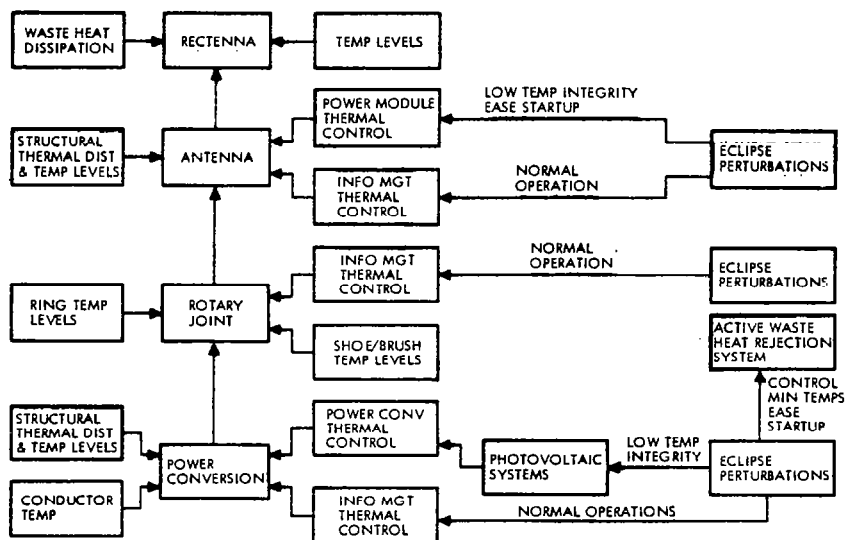 WASTE HEAT
DISSIPATION
RECTENNA
TEMP LEVELS
POWER MODULE
THERMAL
CONTROL
LOW TEMP INTEGRITY
EASE STARTUP
STRUCTURAL
THERMAL DIST
& TEMP LEVELS
ANTENNA
ECLIPSE
PERTURBATIONS
INFO MGT
THERMAL
CONTROL
NORMAL
OPERATION
INFO MGT
THERMAL
CONTROL
NORMAL
OPERATION
ECLIPSE
PERTURBATIONS
RING TEMP
LEVELS
ROTARY
JOINT
SHOE/BRUSH
TEMP LEVELS
ACTIVE WASTE
HEAT REJECTION
SYSTEM
CONTROL
MIN TEMPS
EASE
STARTUP
STRUCTURAL
THERMAL DIST
& TEMP LEVELS
POWER CONV
THERMAL
CONTROL
POWER
CONVERSION
PHOTOVOLTAIC
SYSTEMS
LOW TEMP
INTEGRITY
ECLIPSE
PERTURBATIONS
CONDUCTOR
TEMP
INFO MGT
THERMAL
CONTROL
NORMAL OPERATIONS